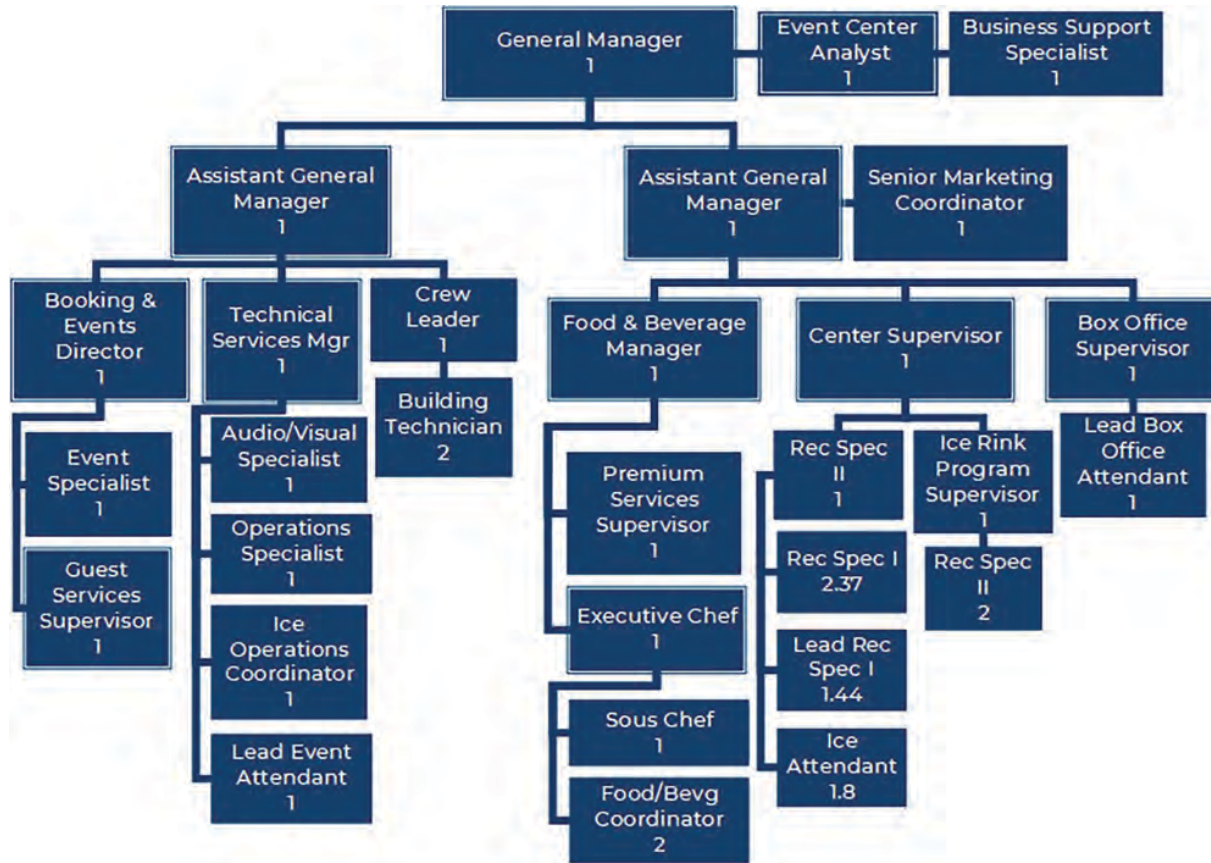 General Manager
1
Event Center
Analyst
1
Business Support
Specialist
1
Assistant General
Manager
1
Assistant General
Manager
1
Senior Marketing
Coordinator
1
Booking &
Events
Director
1
Technical
Services Mgr
1
Crew
Leader
1
Food & Beverage
Manager
1
Center Supervisor
1
Box Office
Supervisor
1
Building
Technician
2
Event
Specialist
1
Guest
Services
Supervisor
1
Audio/Visual
Specialist
1
Operations
Specialist
1
Ice
Operations
Coordinator
1
Lead Event
Attendant
1
Premium
Services
Supervisor
1
Executive Chef
1
Sous Chef
1
Food/Bevg
Coordinator
2
Rec Spec
II
1
Rec Spec I
2.37
Lead Rec
Spec I
1.44
Ice
Attendant
1.8
Ice Rink
Program
Supervisor
1
Rec Spec
II
2
Lead Box
Office
Attendant
1